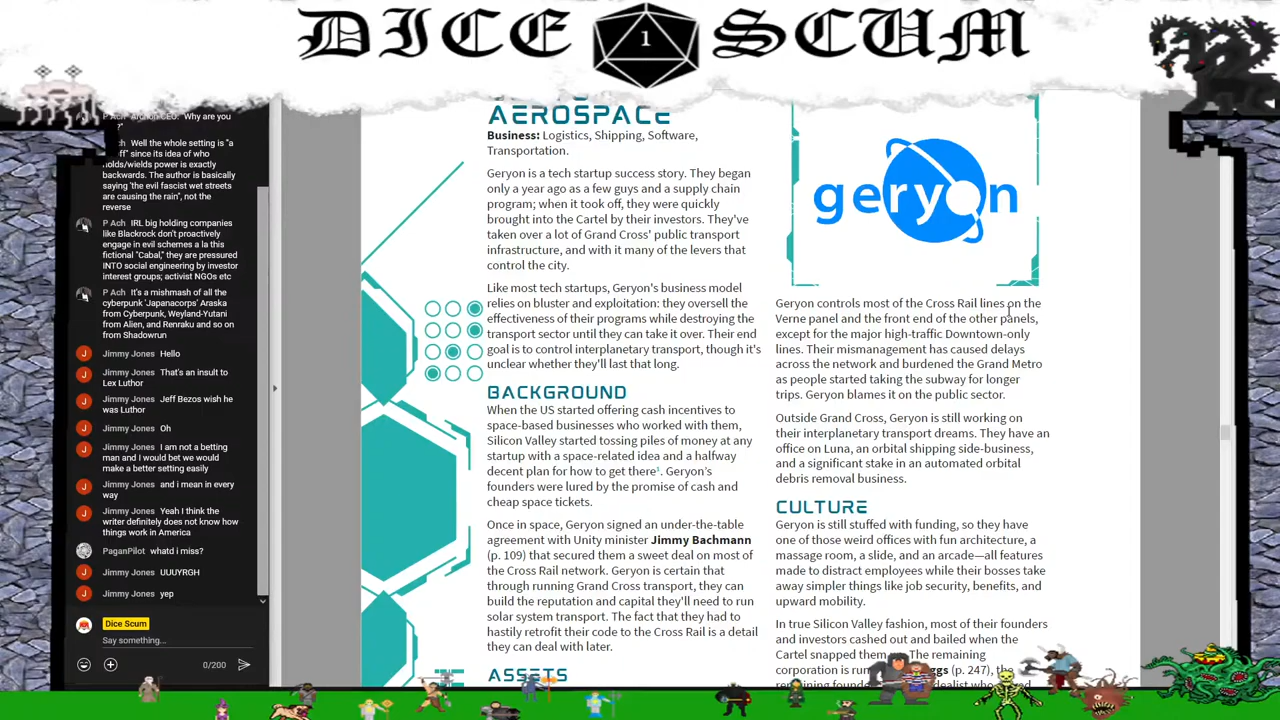 DICE 1 SCUM
P Ach Archon CEO: "Why are you
?"
ch Well the whole setting is "a
off" since its idea of who
holds/wields power is exactly
backwards. The author is basically
saying 'the evil fascist wet streets
are causing the rain", not the
reverse
P Ach IRL big holding companies
like Blackrock don't proactively
engage in evil schemes a la this
fictional "Cabal," they are pressured
INTO social engineering by investor
interest groups; activist NGOs etc
P Ach It's a mishmash of all the
cyberpunk 'Japanacorps' Araska
from Cyberpunk, Weyland-Yutani
from Alien, and Renraku and so on
from Shadowrun
J Jimmy Jones Hello
J Jimmy Jones That's an insult to
Lex Luthor
J Jimmy Jones Jeff Bezos wish he
was Luthor
J Jimmy Jones Oh
J Jimmy Jones I am not a betting
man and I would bet we would
make a better setting easily
J Jimmy Jones and i mean in every
way
J Jimmy Jones Yeah I think the
writer definitely does not know how
things work in America
PaganPilot whatd i miss?
J Jimmy Jones UUUYRGH
J Jimmy Jones yep
Dice Scum
Say something...
0/200
AEROSPACE
Business: Logistics, Shipping, Software,
Transportation.
Geryon is a tech startup success story. They began
only a year ago as a few guys and a supply chain
program; when it took off, they were quickly
brought into the Cartel by their investors. They've
taken over a lot of Grand Cross' public transport
infrastructure, and with it many of the levers that
control the city.
Like most tech startups, Geryon's business model
relies on bluster and exploitation: they oversell the
effectiveness of their programs while destroying the
transport sector until they can take it over. Their end
goal is to control interplanetary transport, though it's
unclear whether they'll last that long.
BACKGROUND
When the US started offering cash incentives to
space-based businesses who worked with them,
Silicon Valley started tossing piles of money at any
startup with a space-related idea and a halfway
decent plan for how to get there¹. Geryon's
founders were lured by the promise of cash and
cheap space tickets.
Once in space, Geryon signed an under-the-table
agreement with Unity minister Jimmy Bachmann
(p. 109) that secured them a sweet deal on most of
the Cross Rail network. Geryon is certain that
through running Grand Cross transport, they can
build the reputation and capital they'll need to run
solar system transport. The fact that they had to
hastily retrofit their code to the Cross Rail is a detail
they can deal with later.
ASSETS
geryon
Geryon controls most of the Cross Rail lines on the
Verne panel and the front end of the other panels,
except for the major high-traffic Downtown-only
lines. Their mismanagement has caused delays
across the network and burdened the Grand Metro
as people started taking the subway for longer
trips. Geryon blames it on the public sector.
Outside Grand Cross, Geryon is still working on
their interplanetary transport dreams. They have an
office on Luna, an orbital shipping side-business,
and a significant stake in an automated orbital
debris removal business.
CULTURE
Geryon is still stuffed with funding, so they have
one of those weird offices with fun architecture, a
massage room, a slide, and an arcade—all features
made to distract employees while their bosses take
away simpler things like job security, benefits, and
upward mobility.
In true Silicon Valley fashion, most of their founders
and investors cashed out and bailed when the
Cartel snapped them up. The remaining
corporation is run ggs (p. 247), the